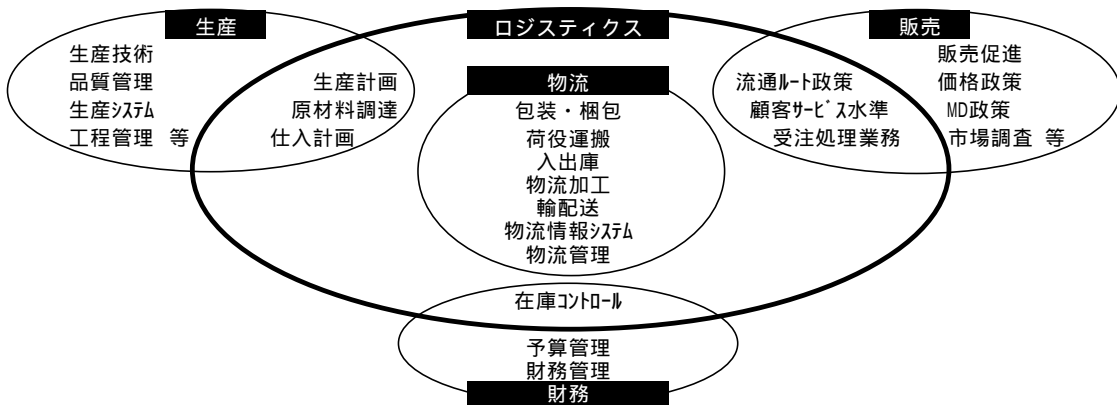 生産
生産技術
品質管理
生産システム
工程管理 等
生産計画
原材料調達
仕入計画
ロジスティクス
物流
包装・梱包
荷役運搬
入出庫
物流加工
輸配送
物流情報システム
物流管理
販売
流通ルート政策
顧客サービス水準
受注処理業務
販売促進
価格政策
MD政策
市場調査 等
在庫コントロール
予算管理
財務管理
財務